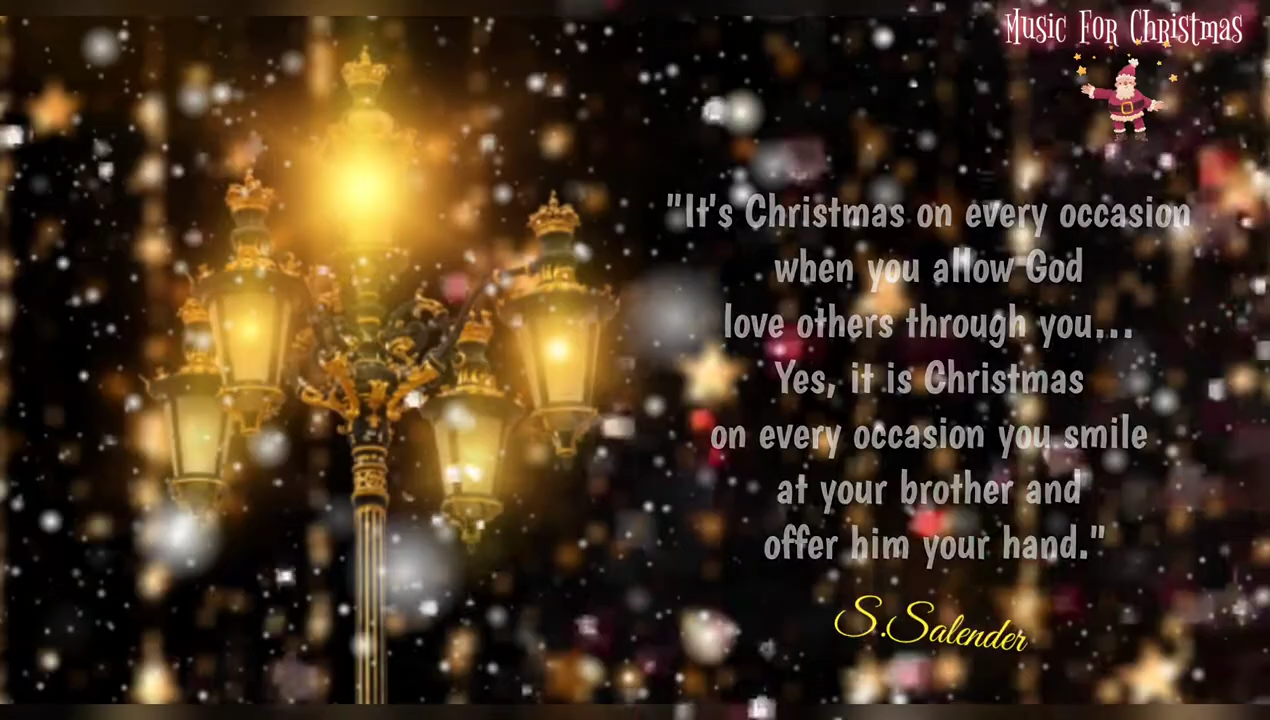 Music For Christmas
"It's Christmas on every occasion
when you allow God
love others through you...
Yes, it is Christmas
on every occasion you smile
at your brother and
offer him your hand."
S.Salender